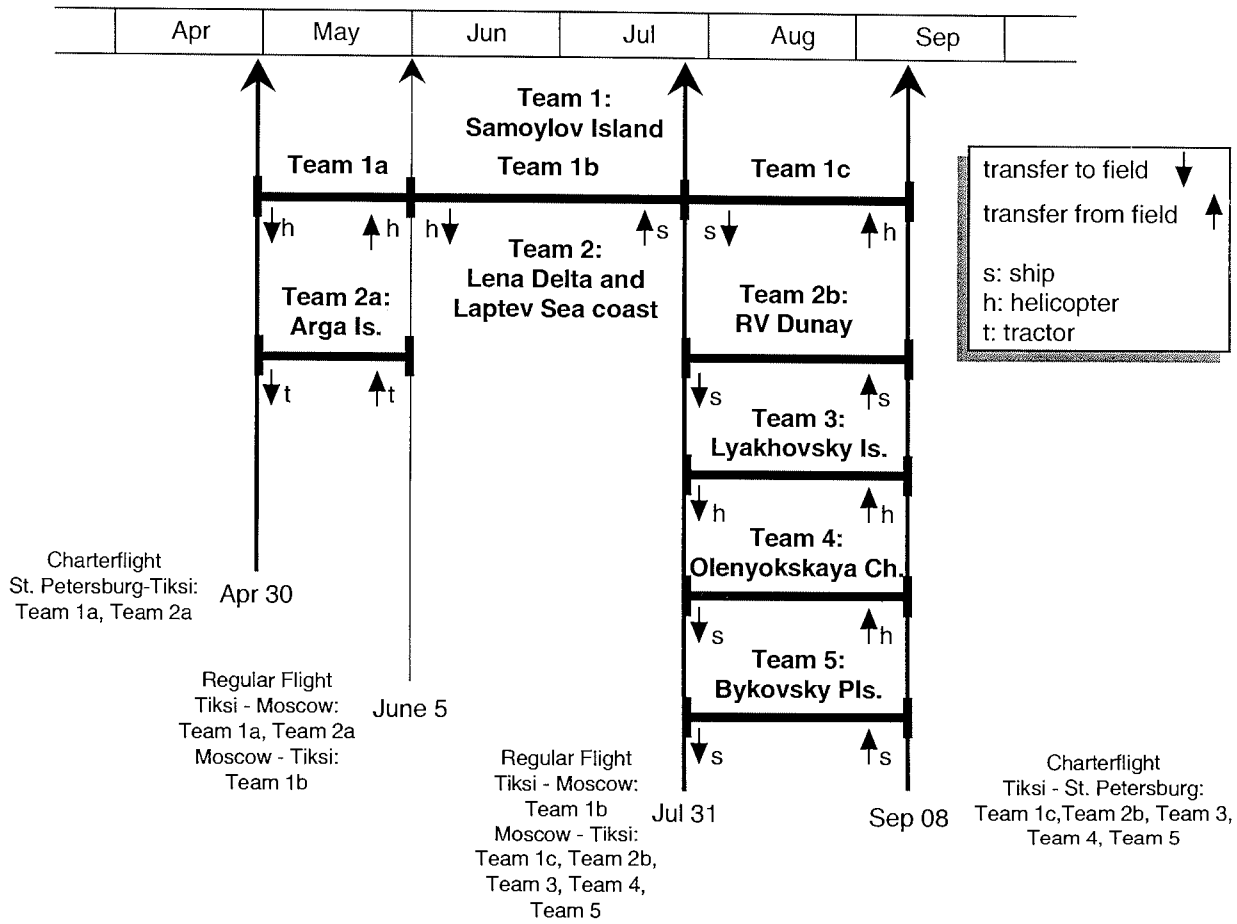 Apr May Jun Jul Aug Sep
Team 1:
Samoylov Island
Team 1a Team 1b Team 1c
h h h s s h
Team 2:
Lena Delta and
Laptev Sea coast
Team 2a:
Arga Is.
t t
Team 2b:
RV Dunay
s s
Team 3:
Lyakhovsky Is.
h h
Team 4:
Olenyokskaya Ch.
s h
Team 5:
Bykovsky Pls.
s s
transfer to field
transfer from field
s: ship
h: helicopter
t: tractor
Charterflight
St. Petersburg-Tiksi:
Team 1a, Team 2a
Apr 30
Regular Flight
Tiksi - Moscow:
Team 1a, Team 2a
Moscow - Tiksi:
Team 1b
June 5
Regular Flight
Tiksi - Moscow:
Team 1b
Moscow - Tiksi:
Team 1c, Team 2b,
Team 3, Team 4,
Team 5
Jul 31
Sep 08
Charterflight
Tiksi - St. Petersburg:
Team 1c,Team 2b, Team 3,
Team 4, Team 5